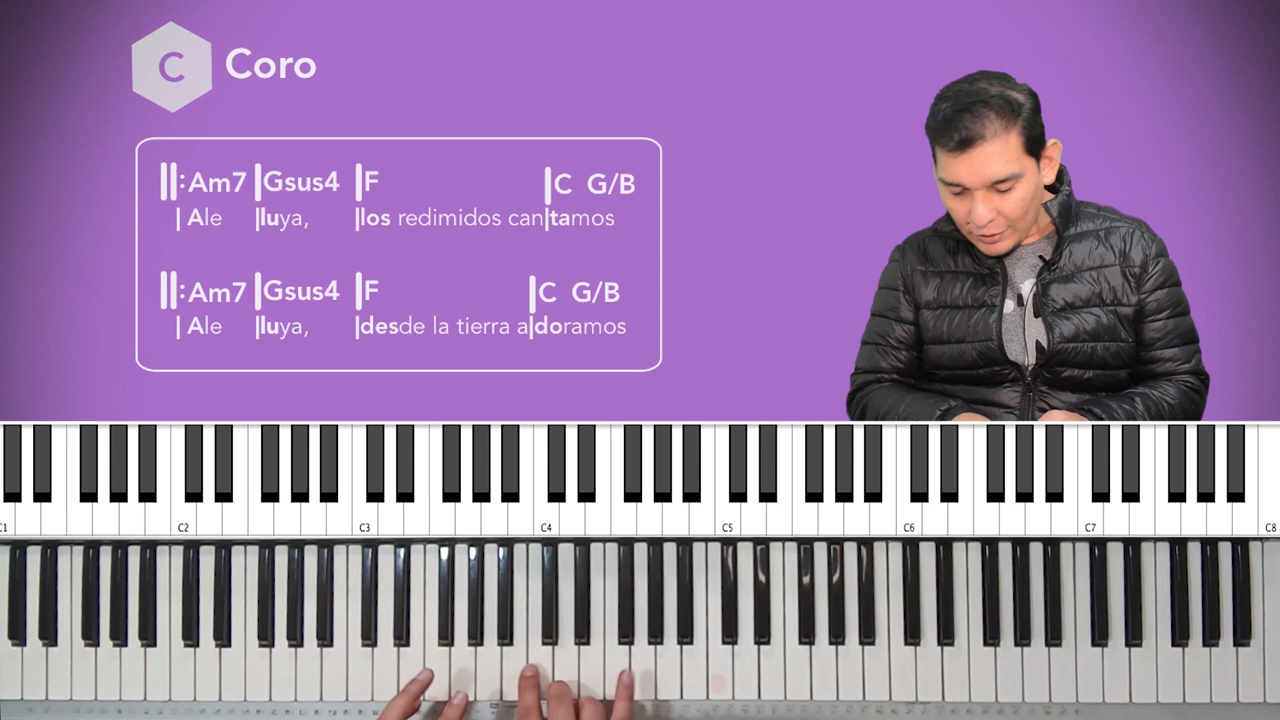 C Coro
||: Am7 | Gsus4 | F | C G/B
| Ale |luya, |los redimidos can|tamos
||: Am7 | Gsus4 | F | C G/B
| Ale |luya, |desde la tierra a|doramos
C1 C2 C3 C4 C5 C6 C7 C8